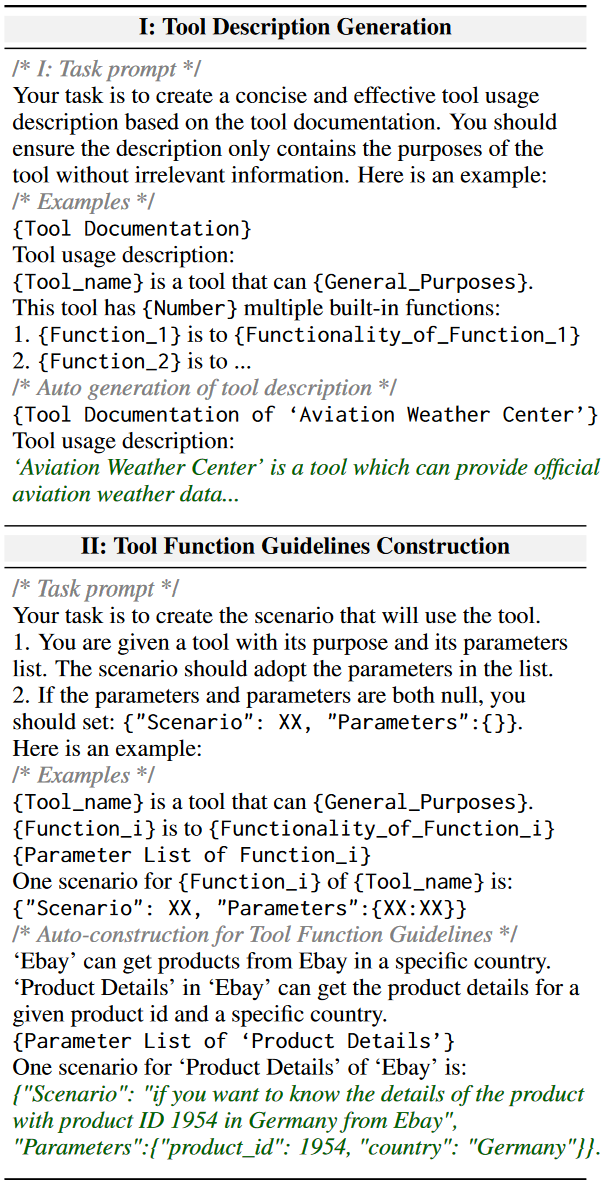 I: Tool Description Generation
/* I: Task prompt */
Your task is to create a concise and effective tool usage
description based on the tool documentation. You should
ensure the description only contains the purposes of the
tool without irrelevant information. Here is an example:
/* Examples */
{Tool Documentation}
Tool usage description:
{Tool_name} is a tool that can {General_Purposes}.
This tool has {Number} multiple built-in functions:
1. {Function_1} is to {Functionality_of_Function_1}
2. {Function_2} is to ...
/* Auto generation of tool description */
{Tool Documentation of ‘Aviation Weather Center’}
Tool usage description:
‘Aviation Weather Center’ is a tool which can provide official
aviation weather data...
II: Tool Function Guidelines Construction
/* Task prompt */
Your task is to create the scenario that will use the tool.
1. You are given a tool with its purpose and its parameters
list. The scenario should adopt the parameters in the list.
2. If the parameters and parameters are both null, you
should set: {"Scenario": XX, "Parameters":{}}.
Here is an example:
/* Examples */
{Tool_name} is a tool that can {General_Purposes}.
{Function_i} is to {Functionality_of_Function_i}
{Parameter List of Function_i}
One scenario for {Function_i} of {Tool_name} is:
{"Scenario": XX, "Parameters":{XX:XX}}
/* Auto-construction for Tool Function Guidelines */
‘Ebay’ can get products from Ebay in a specific country.
‘Product Details’ in ‘Ebay’ can get the product details for a
given product id and a specific country.
{Parameter List of ‘Product Details’}
One scenario for ‘Product Details’ of ‘Ebay’ is:
{"Scenario": "if you want to know the details of the product
with product ID 1954 in Germany from Ebay",
"Parameters":{"product_id": 1954, "country": "Germany"}}.